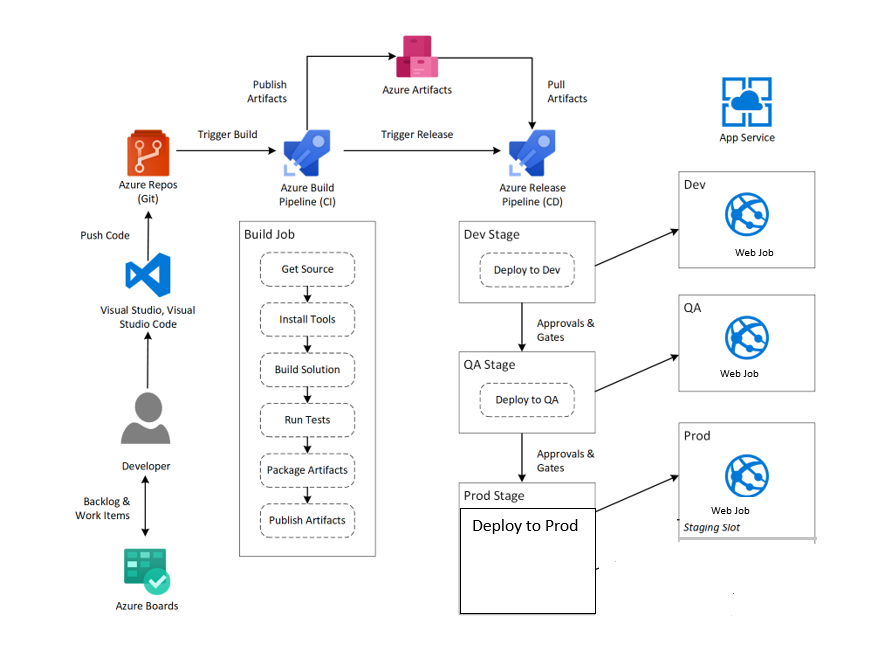 Publish
Artifacts
Azure Artifacts
Pull
Artifacts
App Service
Trigger Build
Trigger Release
Azure Repos
(Git)
Azure Build
Pipeline (CI)
Azure Release
Pipeline (CD)
Push Code
Visual Studio, Visual
Studio Code
Developer
Backlog &
Work Items
Azure Boards
Build Job
Get Source
Install Tools
Build Solution
Run Tests
Package Artifacts
Publish Artifacts
Dev Stage
Deploy to Dev
Approvals &
Gates
QA Stage
Deploy to QA
Approvals &
Gates
Prod Stage
Deploy to Prod
Dev
Web Job
QA
Web Job
Prod
Web Job
Staging Slot